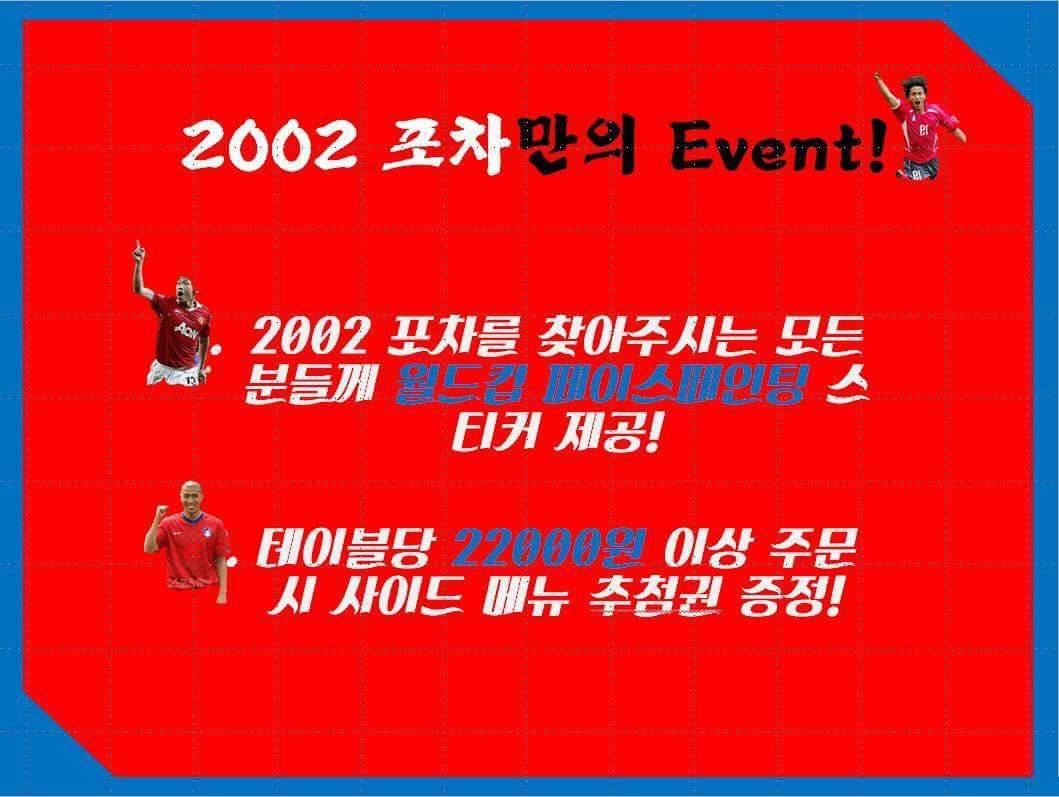 2002 포차만의 Event!
. 2002 포차를 찾아주시는 모든
분들께 월드컵 페이스페인팅 스
티커 제공!
. 테이블당 22000원 이상 주문
시 사이드 메뉴 추첨권 증정!
AON